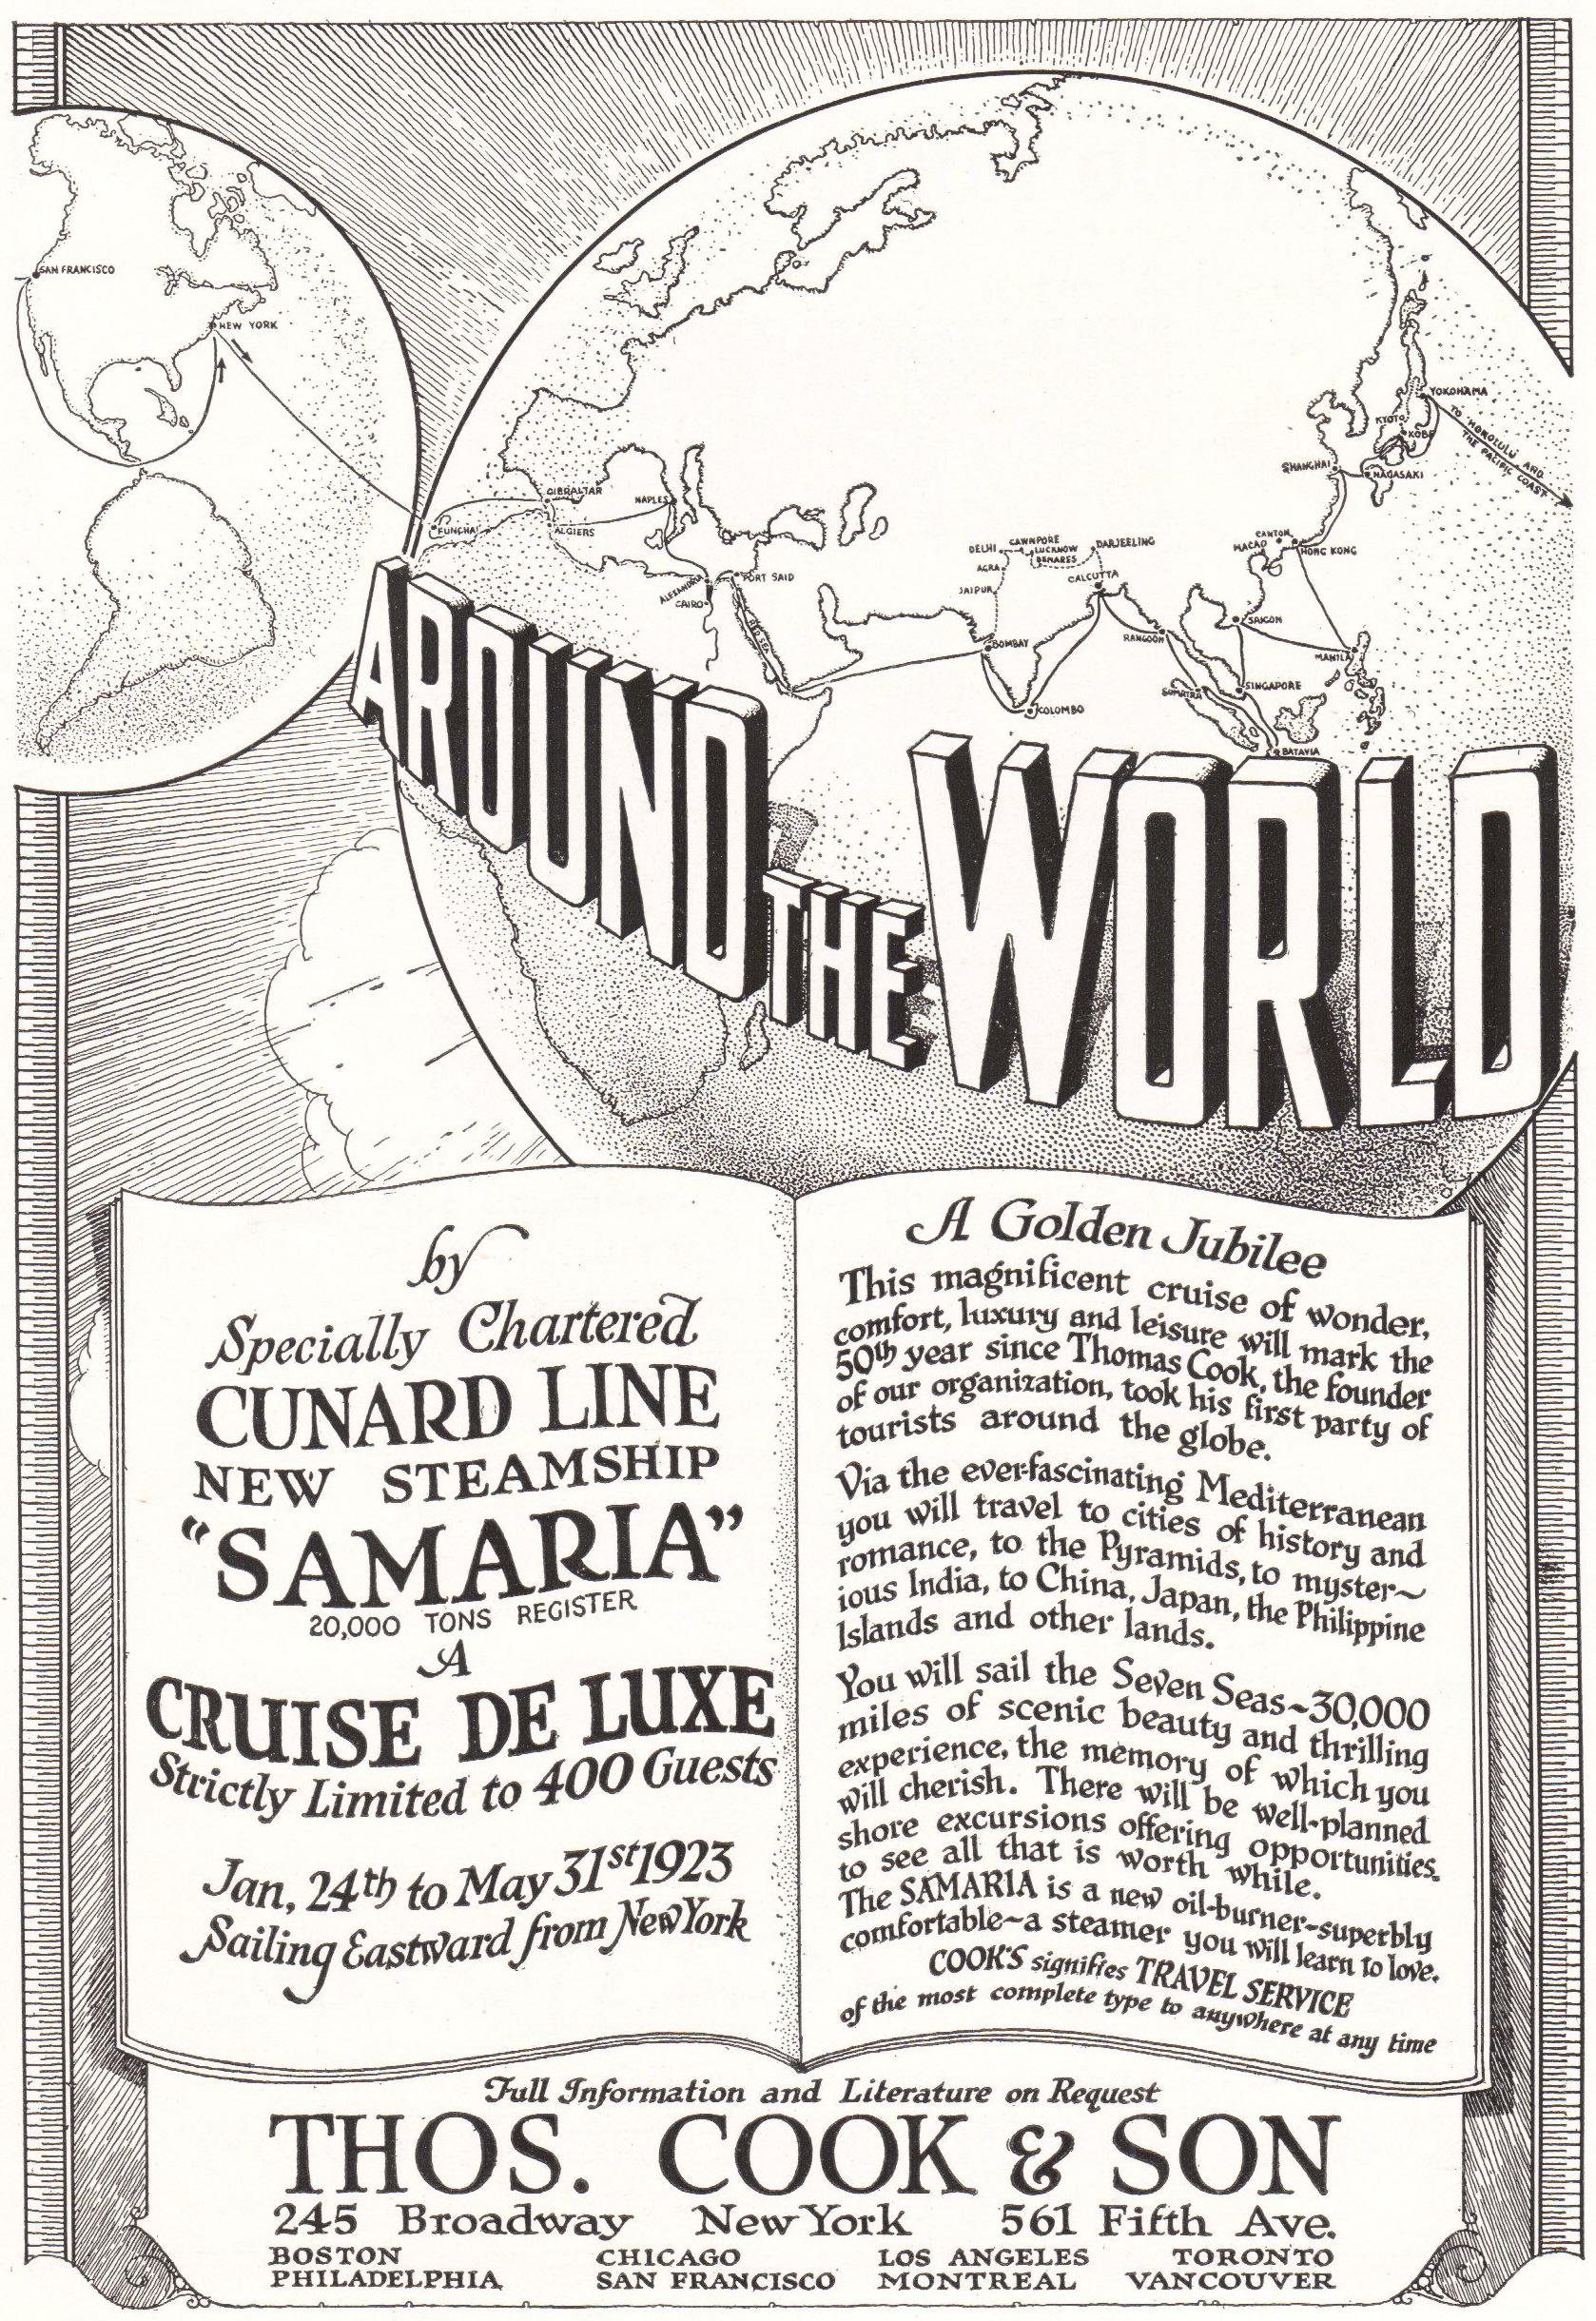 SAN FRANCISCO
NEW YORK
FUNCHAL
GIBRALTAR
ALGIERS
NAPLES
ALEXANDRIA
CAIRO
PORT SAID
RED SEA
DELHI
CAWNPORE
LUCKNOW
BENARES
DARJEELING
AGRA
JAIPUR
CALCUTTA
BOMBAY
COLOMBO
RANGOON
SUMATRA
SINGAPORE
BATAVIA
SAIGON
MANILA
CANTON
MACAO
HONG KONG
SHANGHAI
NAGASAKI
KYOTO
KOBE
YOKOHAMA
TO HONOLULU AND
THE PACIFIC COAST
AROUND THE WORLD
by
Specially Chartered
CUNARD LINE
NEW STEAMSHIP
"SAMARIA"
20,000 TONS REGISTER
A
CRUISE DE LUXE
Strictly Limited to 400 Guests
Jan, 24th to May 31st 1923
Sailing Eastward from New York
A Golden Jubilee
This magnificent cruise of wonder,
comfort, luxury and leisure will mark the
50th year since Thomas Cook, the founder
of our organization, took his first party of
tourists around the globe.
Via the ever-fascinating Mediterranean
you will travel to cities of history and
romance, to the Pyramids, to myster~
ious India, to China, Japan, the Philippine
Islands and other lands.
You will sail the Seven Seas~30,000
miles of scenic beauty and thrilling
experience, the memory of which you
will cherish. There will be well-planned
shore excursions offering opportunities.
to see all that is worth while.
The SAMARIA is a new oil-burner~superbly
comfortable~a steamer you will learn to love.
COOK'S signifies TRAVEL SERVICE
of the most complete type to anywhere at any time
Full Information and Literature on Request
THOS. COOK & SON
245 Broadway New York 561 Fifth Ave.
BOSTON CHICAGO LOS ANGELES TORONTO
PHILADELPHIA SAN FRANCISCO MONTREAL VANCOUVER